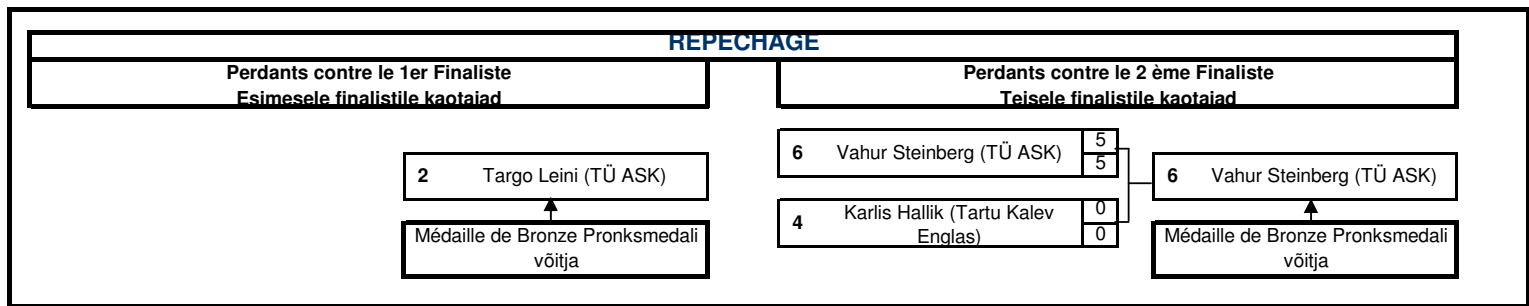 REPECHAGE
Perdants contre le 1er Finaliste
Esimesele finalistile kaotajad
Perdants contre le 2 ème Finaliste
Teisele finalistile kaotajad
2 Targo Leini (TÜ ASK)
Médaille de Bronze Pronksmedali
võitja
6 Vahur Steinberg (TÜ ASK) 5
5
4 Karlis Hallik (Tartu Kalev 0
Englas) 0
6 Vahur Steinberg (TÜ ASK)
Médaille de Bronze Pronksmedali
võitja